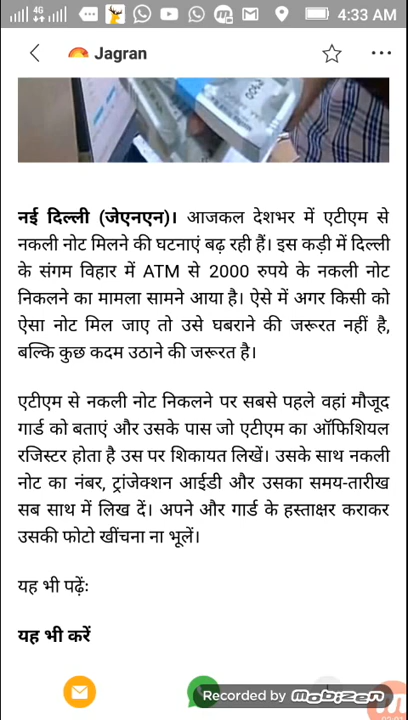 4G
4:33 AM
Jagran
नई दिल्ली (जेएनएन)। आजकल देशभर में एटीएम से
नकली नोट मिलने की घटनाएं बढ़ रही हैं। इस कड़ी में दिल्ली
के संगम विहार में ATM से 2000 रुपये के नकली नोट
निकलने का मामला सामने आया है। ऐसे में अगर किसी को
ऐसा नोट मिल जाए तो उसे घबराने की जरूरत नहीं है,
बल्कि कुछ कदम उठाने की जरूरत है।
एटीएम से नकली नोट निकलने पर सबसे पहले वहां मौजूद
गार्ड को बताएं और उसके पास जो एटीएम का ऑफिशियल
रजिस्टर होता है उस पर शिकायत लिखें। उसके साथ नकली
नोट का नंबर, ट्रांजेक्शन आईडी और उसका समय-तारीख
सब साथ में लिख दें। अपने और गार्ड के हस्ताक्षर कराकर
उसकी फोटो खींचना ना भूलें।
यह भी पढ़ेंः
यह भी करें
Recorded by mobizen